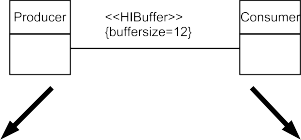 Producer
<<HIBuffer>>
{buffersize=12}
Consumer